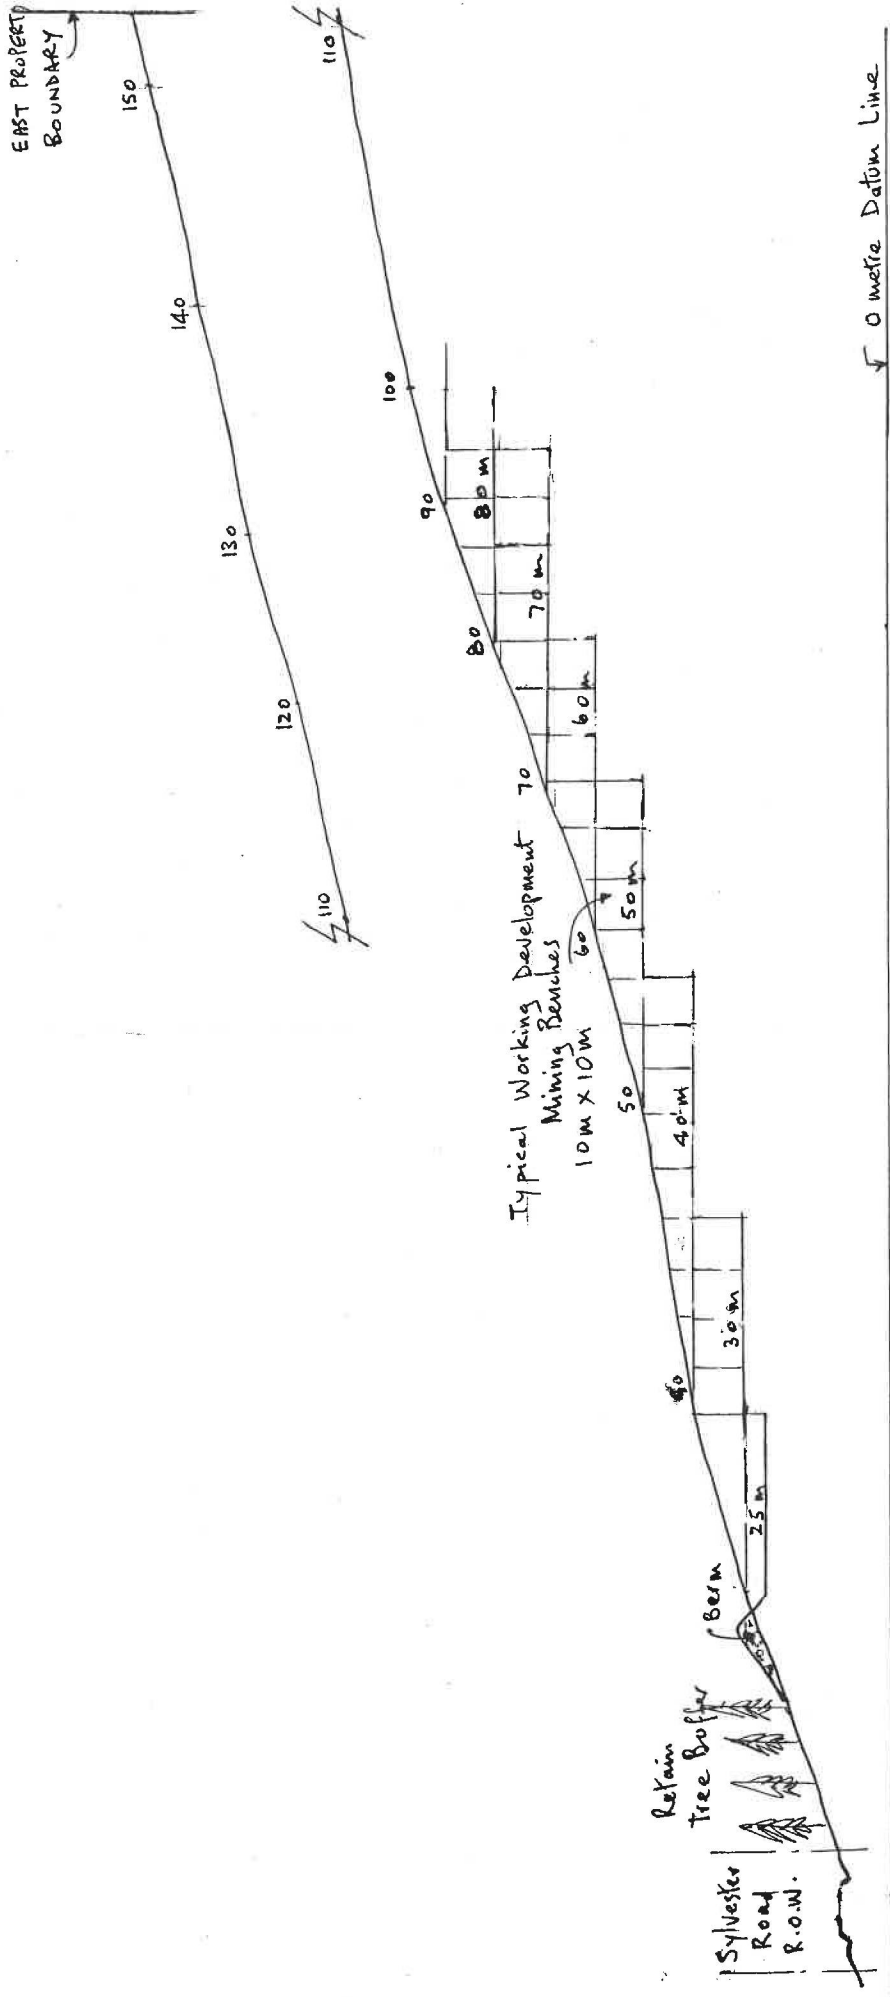 EAST PROPERTY
BOUNDARY
150
140
130
120
110
110
100
90
80
70
60
50
40
80 m
70 m
60 m
50 m
40 m
30 m
25 m
Typical Working Development
Mining Benches
10m x 10m
Berm
Retain
Tree Buffer
Sylvester
Road
R.O.W.
0 metre Datum Line